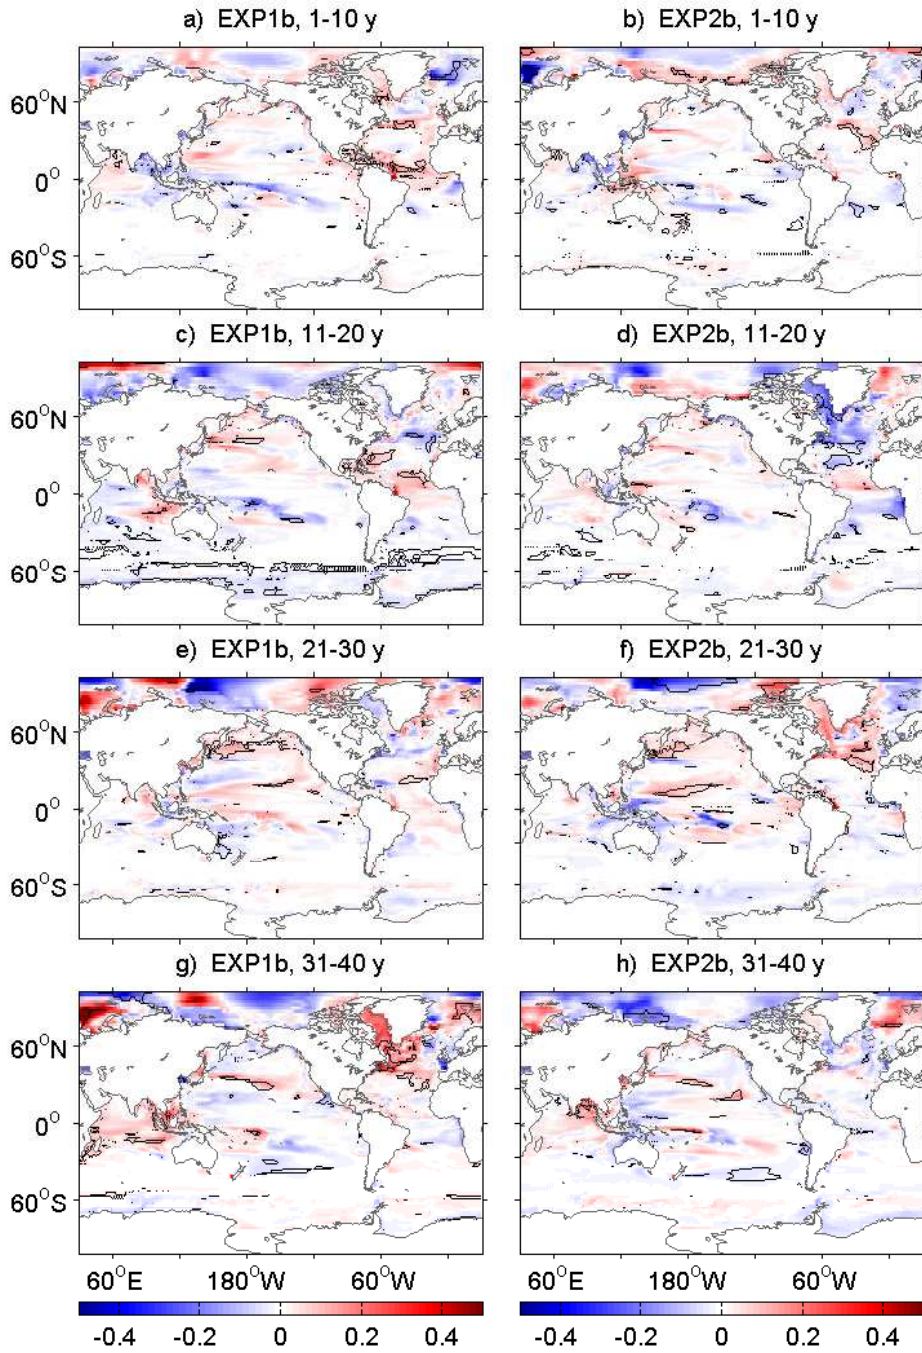 a) EXP1b, 1-10 y
b) EXP2b, 1-10 y
60°N
0°
60°S
c) EXP1b, 11-20 y
d) EXP2b, 11-20 y
60°N
0°
60°S
e) EXP1b, 21-30 y
f) EXP2b, 21-30 y
60°N
0°
60°S
g) EXP1b, 31-40 y
h) EXP2b, 31-40 y
60°N
0°
60°S
60°E 180°W 60°W
60°E 180°W 60°W
-0.4 -0.2 0 0.2 0.4
-0.4 -0.2 0 0.2 0.4